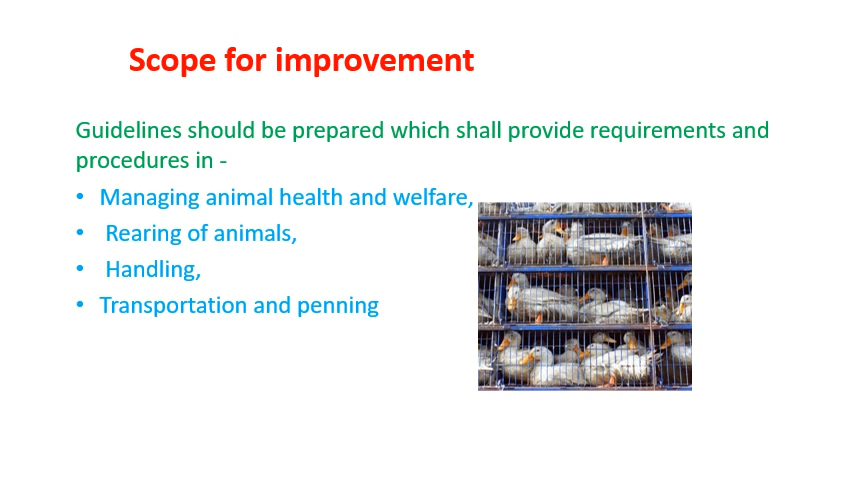 Scope for improvement
Guidelines should be prepared which shall provide requirements and
procedures in -
• Managing animal health and welfare,
• Rearing of animals,
• Handling,
• Transportation and penning